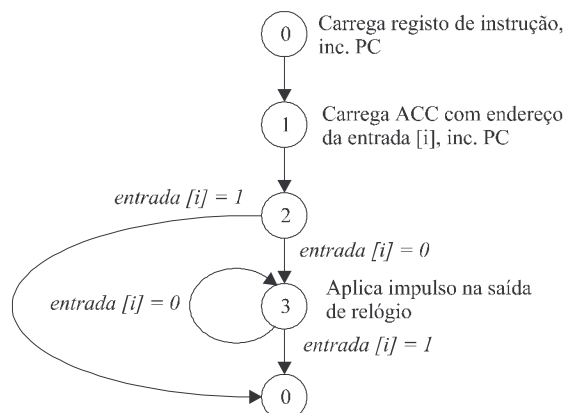 0
Carrega registo de instrução,
inc. PC
1
Carrega ACC com endereço
da entrada [i], inc. PC
entrada [i] = 1
2
entrada [i] = 0
entrada [i] = 0
3
Aplica impulso na saída
de relógio
entrada [i] = 1
0